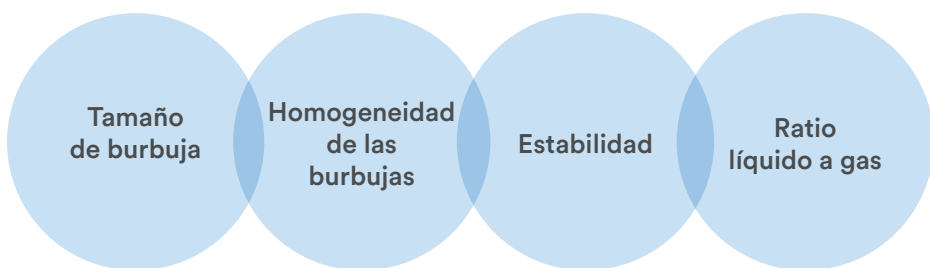 Tamaño
de burbuja
Homogeneidad
de las
burbujas
Estabilidad
Ratio
líquido a gas